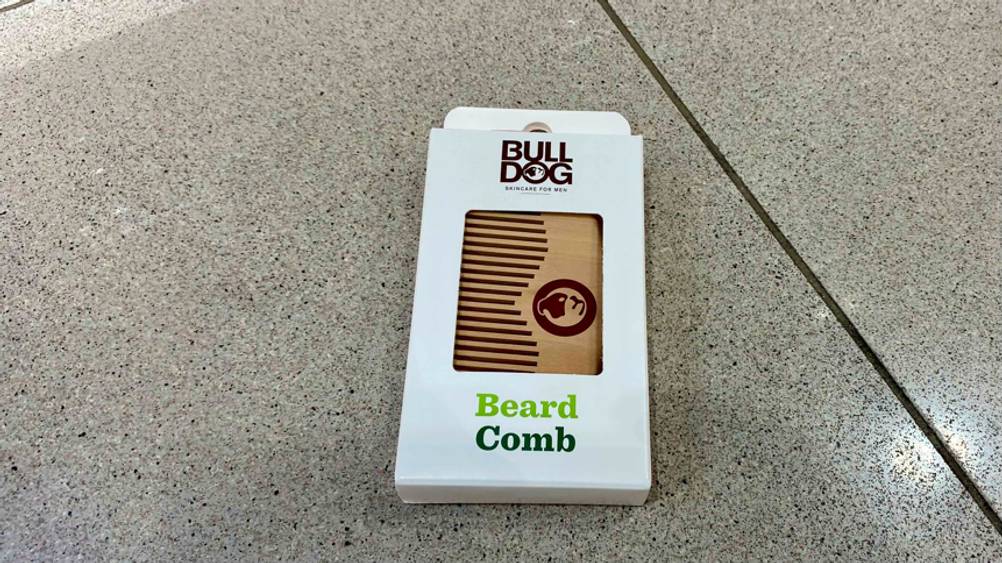 BULL
DOG
SKINCARE FOR MEN
Beard
Comb